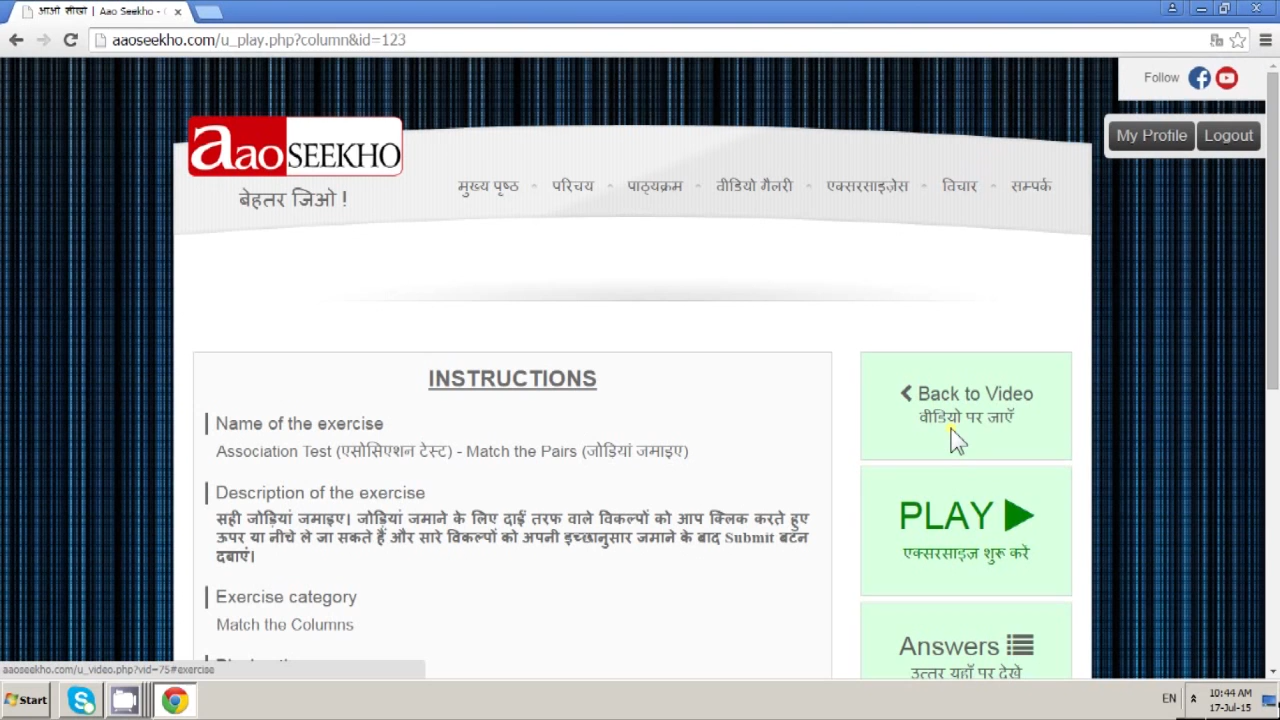 आओ सीखो | Aao Seekho - (
aaoseekho.com/u_play.php?column&id=123
Follow
My Profile
Logout
aao SEEKHO
बेहतर जिओ !
मुख्य पृष्ठ
परिचय
पाठ्यक्रम
वीडियो गैलरी
एक्सरसाइज़ेस
विचार
सम्पर्क
INSTRUCTIONS
Name of the exercise
Association Test (एसोसिएशन टेस्ट) - Match the Pairs (जोडियां जमाइए)
Description of the exercise
सही जोड़ियां जमाइए। जोड़ियां जमाने के लिए दाईं तरफ वाले विकल्पों को आप क्लिक करते हुए
ऊपर या नीचे ले जा सकते हैं और सारे विकल्पों को अपनी इच्छानुसार जमाने के बाद Submit बटन
दबाएं।
Exercise category
Match the Columns
Back to Video
वीडियो पर जाएँ
PLAY
एक्सरसाइज़ शुरू करें
Answers
उत्तर यहाँ पर देखे
aaoseekho.com/u_video.php?vid=75#exercise
Start
EN
10:44 AM
17-Jul-15